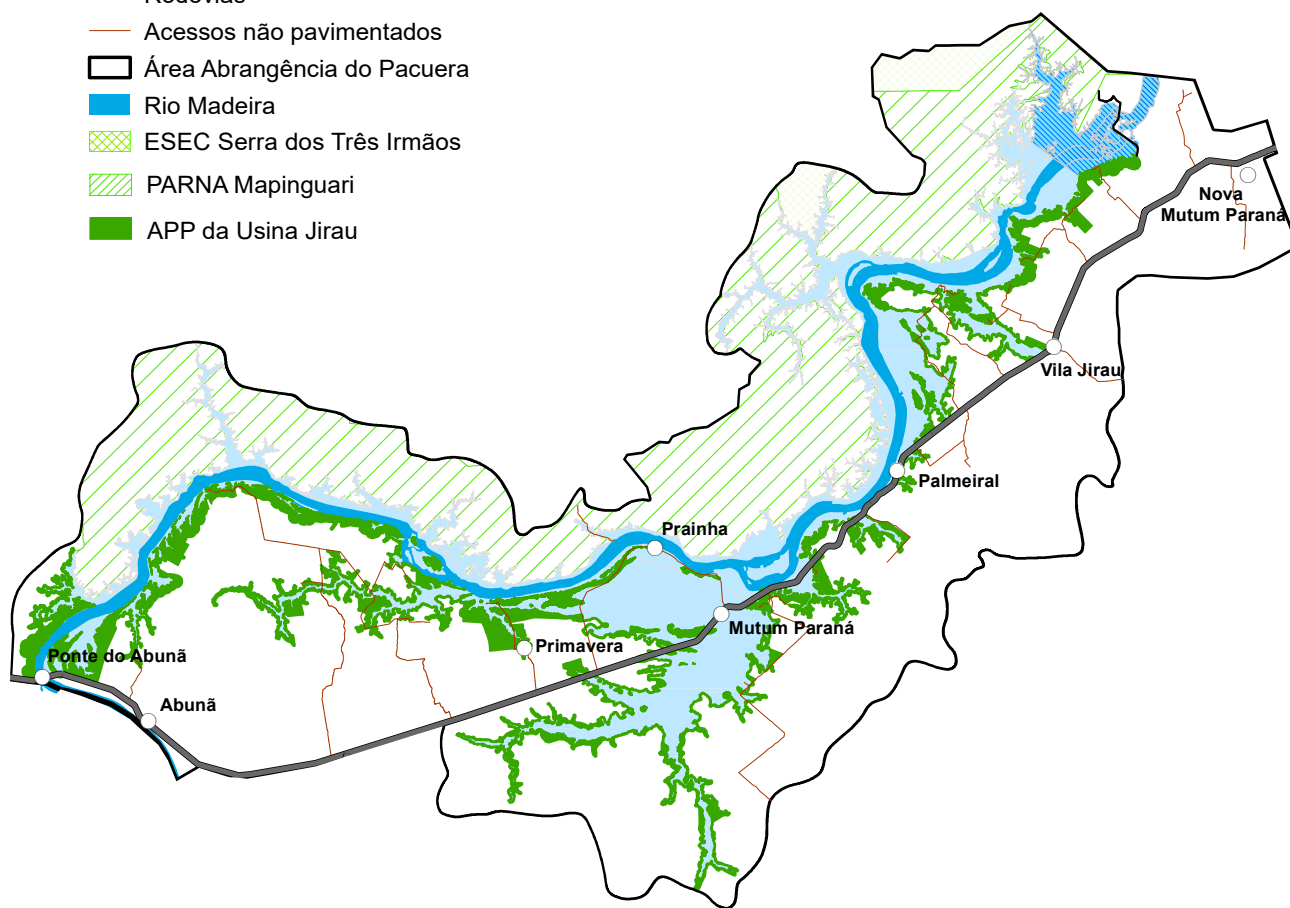 Rodovias
Acessos não pavimentados
Área Abrangência do Pacuera
Rio Madeira
ESEC Serra dos Três Irmãos
PARNA Mapinguari
APP da Usina Jirau
Nova
Mutum Paraná
Vila Jirau
Palmeiral
Prainha
Mutum Paraná
Primavera
Ponte do Abunã
Abunã